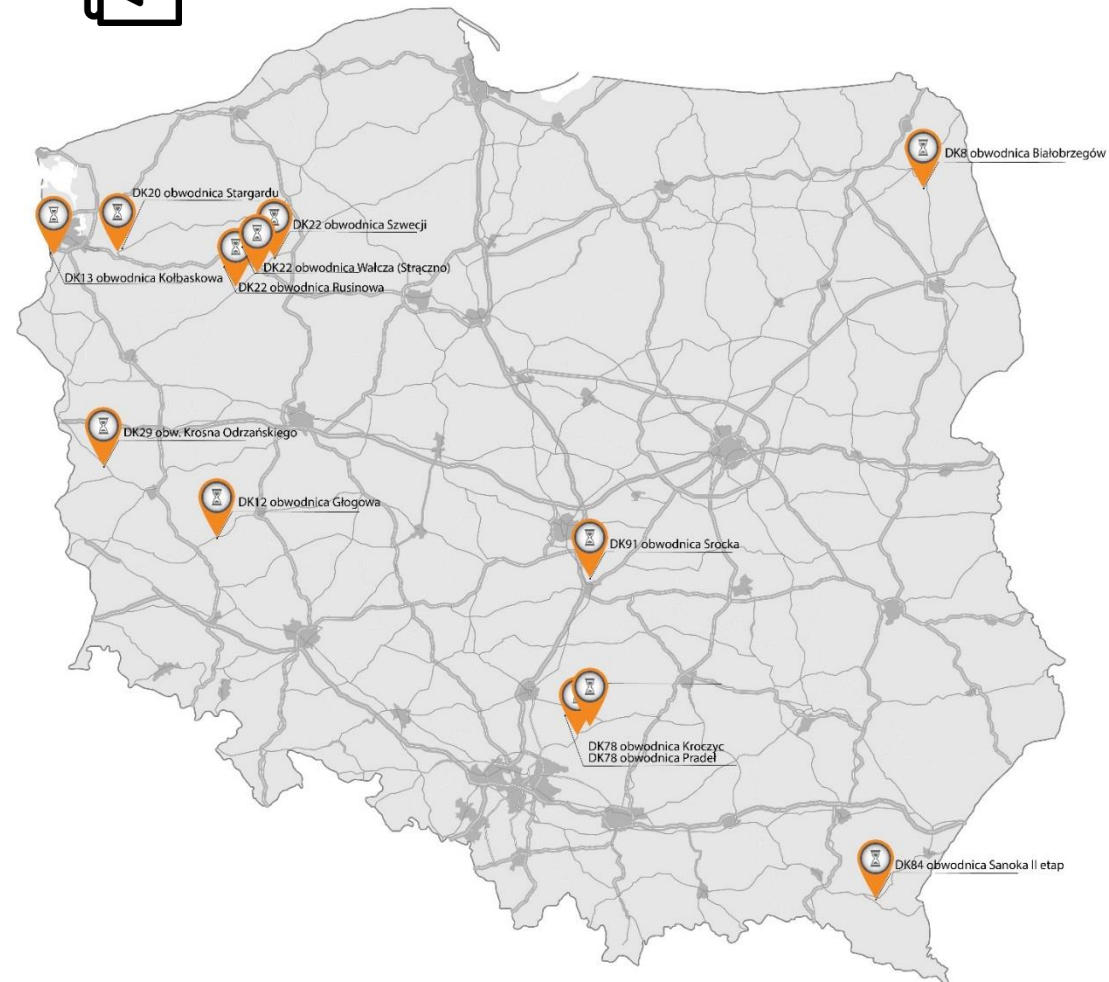 DK8 obwodnica Białobrzegów
DK20 obwodnica Stargardu
DK22 obwodnica Szwecji
DK22 obwodnica Wałcza (Strączno)
DK13 obwodnica Kołbaskowa
DK22 obwodnica Rusinowa
DK29 obw. Krosna Odrzańskiego
DK12 obwodnica Głogowa
DK91 obwodnica Srocka
DK78 obwodnica Kroczyc
DK78 obwodnica Pradeł
DK84 obwodnica Sanoka II etap